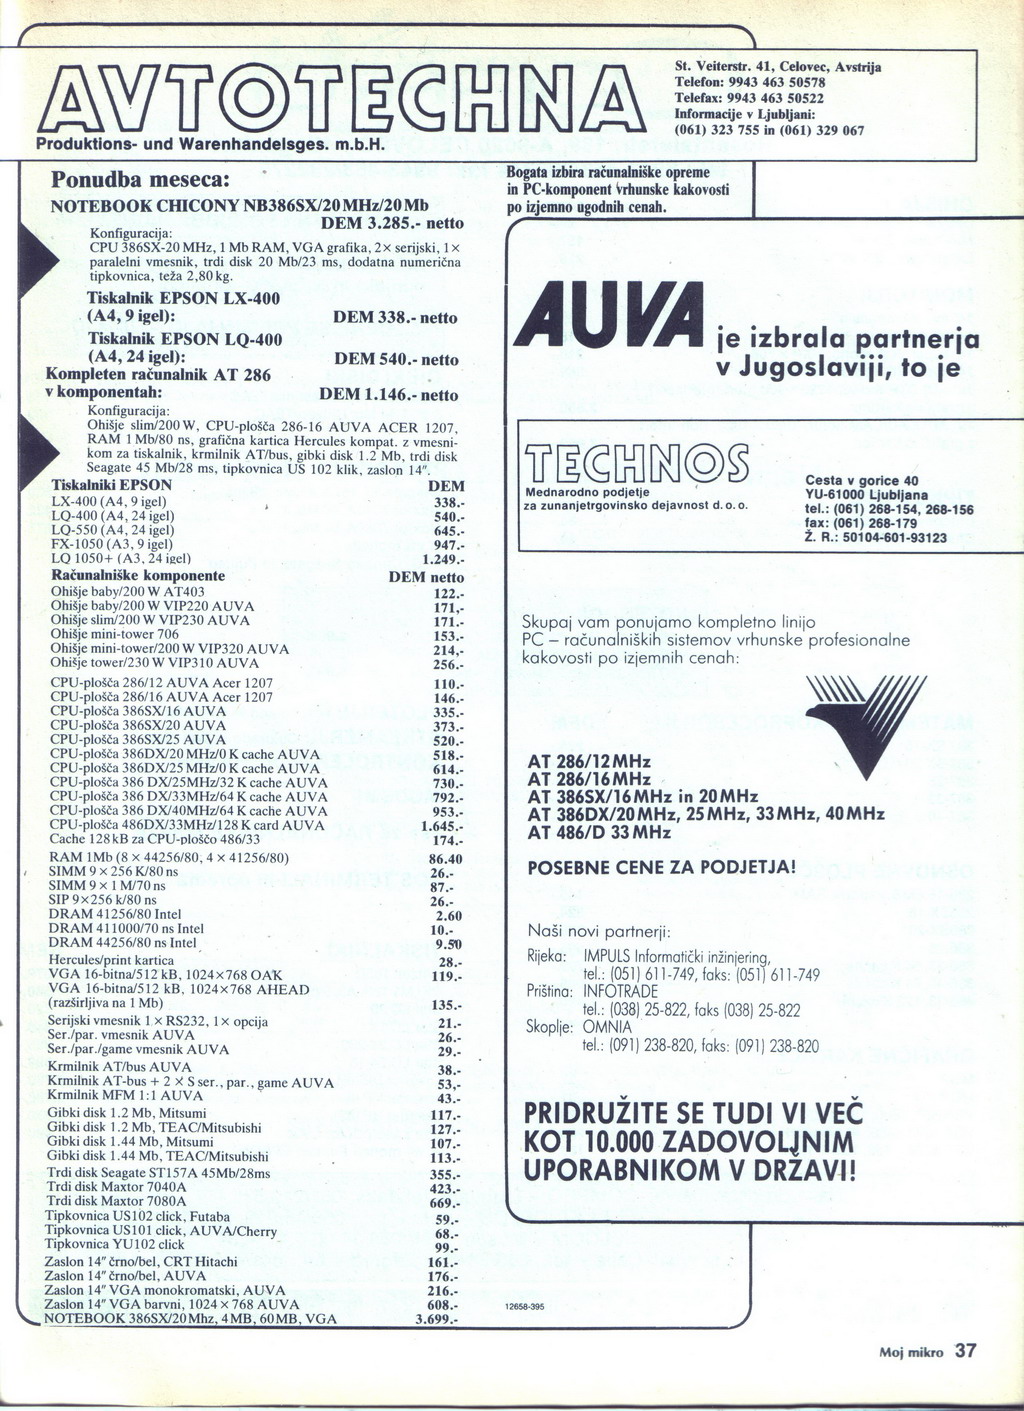 AVTOTECHNA
Produktions- und Warenhandelsges. m.b.H.
St. Veiterstr. 41, Celovec, Avstrija
Telefon: 9943 463 50578
Telefax: 9943 463 50522
Informacije v Ljubljani:
(061) 323 755 in (061) 329 067
Ponudba meseca:
NOTEBOOK CHICONY NB386SX/20MHz/20Mb
DEM 3.285.- netto
Konfiguracija:
CPU 386SX-20 MHz, 1 Mb RAM, VGA grafika, 2× serijski, 1×
paralelni vmesnik, trdi disk 20 Mb/23 ms, dodatna numerična
tipkovnica, teža 2,80 kg.
Tiskalnik EPSON LX-400
(A4, 9 igel): DEM 338.- netto
Tiskalnik EPSON LQ-400
(A4, 24 igel): DEM 540.- netto
Kompleten računalnik AT 286
v komponentah: DEM 1.146.- netto
Konfiguracija:
Ohišje slim/200 W, CPU-plošča 286-16 AUVA ACER 1207,
RAM 1 Mb/80 ns, grafična kartica Hercules kompat. z vmesni-
kom za tiskalnik, krmilnik AT/bus, gibki disk 1.2 Mb, trdi disk
Seagate 45 Mb/28 ms, tipkovnica US 102 klik, zaslon 14".
Tiskalniki EPSON DEM
LX-400 (A4, 9 igel) 338.-
LQ-400 (A4, 24 igel) 540.-
LQ-550 (A4, 24 igel) 645.-
FX-1050 (A3, 9 igel) 947.-
LQ 1050+ (A3, 24 igel) 1.249.-
Računalniške komponente DEM netto
Ohišje baby/200 W AT403 122.-
Ohišje baby/200 W VIP220 AUVA 171,-
Ohišje slim/200 W VIP230 AUVA 171.-
Ohišje mini-tower 706 153.-
Ohišje mini-tower/200 W VIP320 AUVA 214,-
Ohišje tower/230 W VIP310 AUVA 256.-
CPU-plošča 286/12 AUVA Acer 1207 110.-
CPU-plošča 286/16 AUVA Acer 1207 146.-
CPU-plošča 386SX/16 AUVA 335.-
CPU-plošča 386SX/20 AUVA 373.-
CPU-plošča 386SX/25 AUVA 520.-
CPU-plošča 386DX/20 MHz/0 K cache AUVA 518.-
CPU-plošča 386DX/25 MHz/0 K cache AUVA 614.-
CPU-plošča 386 DX/25MHz/32 K cache AUVA 730.-
CPU-plošča 386 DX/33MHz/64 K cache AUVA 792.-
CPU-plošča 386 DX/40MHz/64 K cache AUVA 953.-
CPU-plošča 486DX/33MHz/128 K card AUVA 1.645.-
Cache 128 kB za CPU-ploščo 486/33 174.-
RAM 1Mb (8 × 44256/80, 4 × 41256/80) 86.40
SIMM 9 × 256 K/80 ns 26.-
SIMM 9 × 1 M/70 ns 87.-
SIP 9×256 k/80 ns 26.-
DRAM 41256/80 Intel 2.60
DRAM 411000/70 ns Intel 10.-
DRAM 44256/80 ns Intel 9.50
Hercules/print kartica 28.-
VGA 16-bitna/512 kB, 1024×768 OAK 119.-
VGA 16-bitna/512 kB, 1024×768 AHEAD
(razširljiva na 1 Mb) 135.-
Serijski vmesnik 1 × RS232, 1× opcija 21.-
Ser./par. vmesnik AUVA 26.-
Ser./par./game vmesnik AUVA 29.-
Krmilnik AT/bus AUVA 38.-
Krmilnik AT-bus + 2 × S ser., par., game AUVA 53,-
Krmilnik MFM 1:1 AUVA 43.-
Gibki disk 1.2 Mb, Mitsumi 117.-
Gibki disk 1.2 Mb, TEAC/Mitsubishi 127.-
Gibki disk 1.44 Mb, Mitsumi 107.-
Gibki disk 1.44 Mb, TEAC/Mitsubishi 113.-
Trdi disk Seagate ST157A 45Mb/28ms 355.-
Trdi disk Maxtor 7040A 423.-
Trdi disk Maxtor 7080A 669.-
Tipkovnica US102 click, Futaba 59.-
Tipkovnica US101 click, AUVA/Cherry 68.-
Tipkovnica YU102 click 99.-
Zaslon 14" črno/bel, CRT Hitachi 161.-
Zaslon 14" črno/bel, AUVA 176.-
Zaslon 14" VGA monokromatski, AUVA 216.-
Zaslon 14" VGA barvni, 1024 × 768 AUVA 608.-
NOTEBOOK 386SX/20Mhz, 4MB, 60MB, VGA 3.699.-
Bogata izbira računalniške opreme
in PC-komponent vrhunske kakovosti
po izjemno ugodnih cenah.
AUVA je izbrala partnerja
v Jugoslaviji, to je
TECHNOS
Mednarodno podjetje
za zunanjetrgovinsko dejavnost d.o.o.
Cesta v gorice 40
YU-61000 Ljubljana
tel.: (061) 268-154, 268-156
fax: (061) 268-179
Ž. R.: 50104-601-93123
Skupaj vam ponujamo kompletno linijo
PC – računalniških sistemov vrhunske profesionalne
kakovosti po izjemnih cenah:
AT 286/12MHz
AT 286/16MHz
AT 386SX/16MHz in 20MHz
AT 386DX/20MHz, 25MHz, 33MHz, 40MHz
AT 486/D 33MHz
POSEBNE CENE ZA PODJETJA!
Naši novi partnerji:
Rijeka: IMPULS Informatički inžinjering,
tel.: (051) 611-749, faks: (051) 611-749
Priština: INFOTRADE
tel.: (038) 25-822, faks (038) 25-822
Skoplje: OMNIA
tel.: (091) 238-820, faks: (091) 238-820
PRIDRUŽITE SE TUDI VI VEČ
KOT 10.000 ZADOVOLJNIM
UPORABNIKOM V DRŽAVI!
12658-395
Moj mikro 37